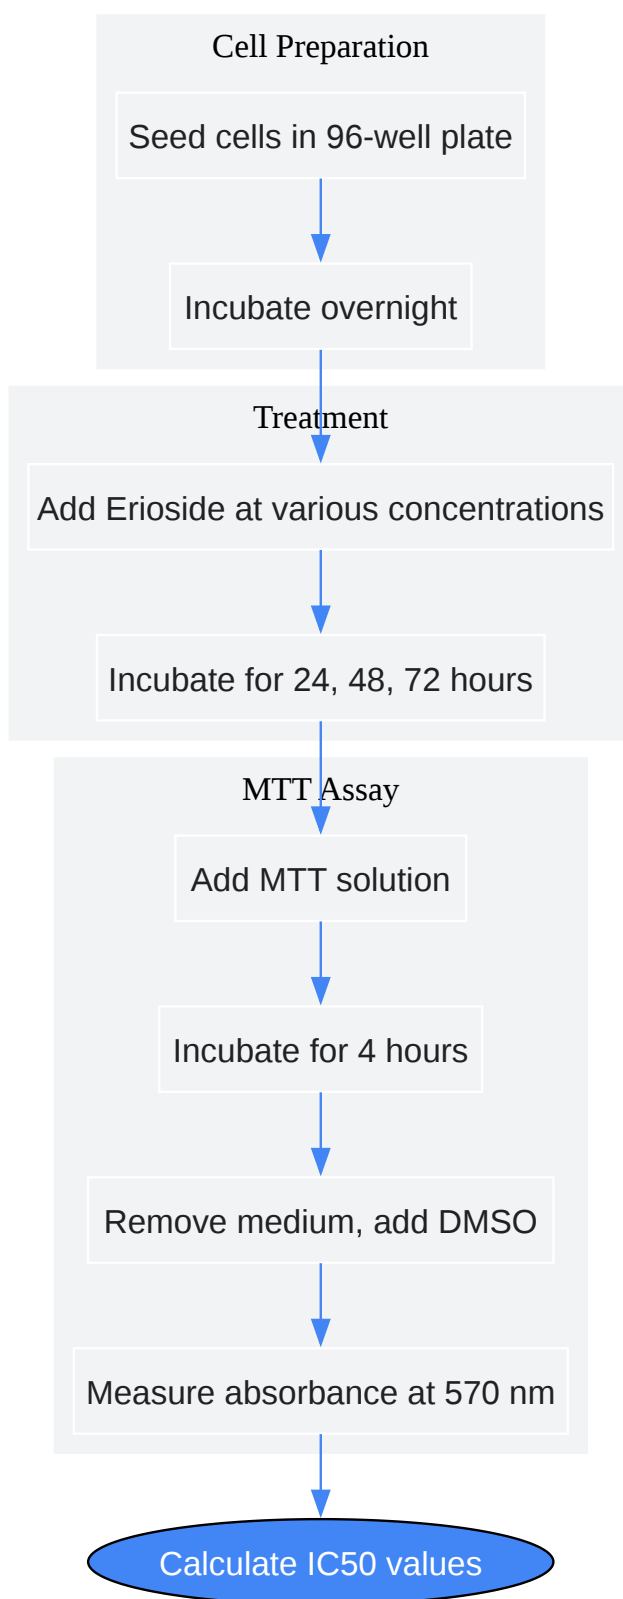 Cell Preparation
Seed cells in 96-well plate
Incubate overnight
Treatment
Add Erioside at various concentrations
Incubate for 24, 48, 72 hours
MTT Assay
Add MTT solution
Incubate for 4 hours
Remove medium, add DMSO
Measure absorbance at 570 nm
Calculate IC50 values